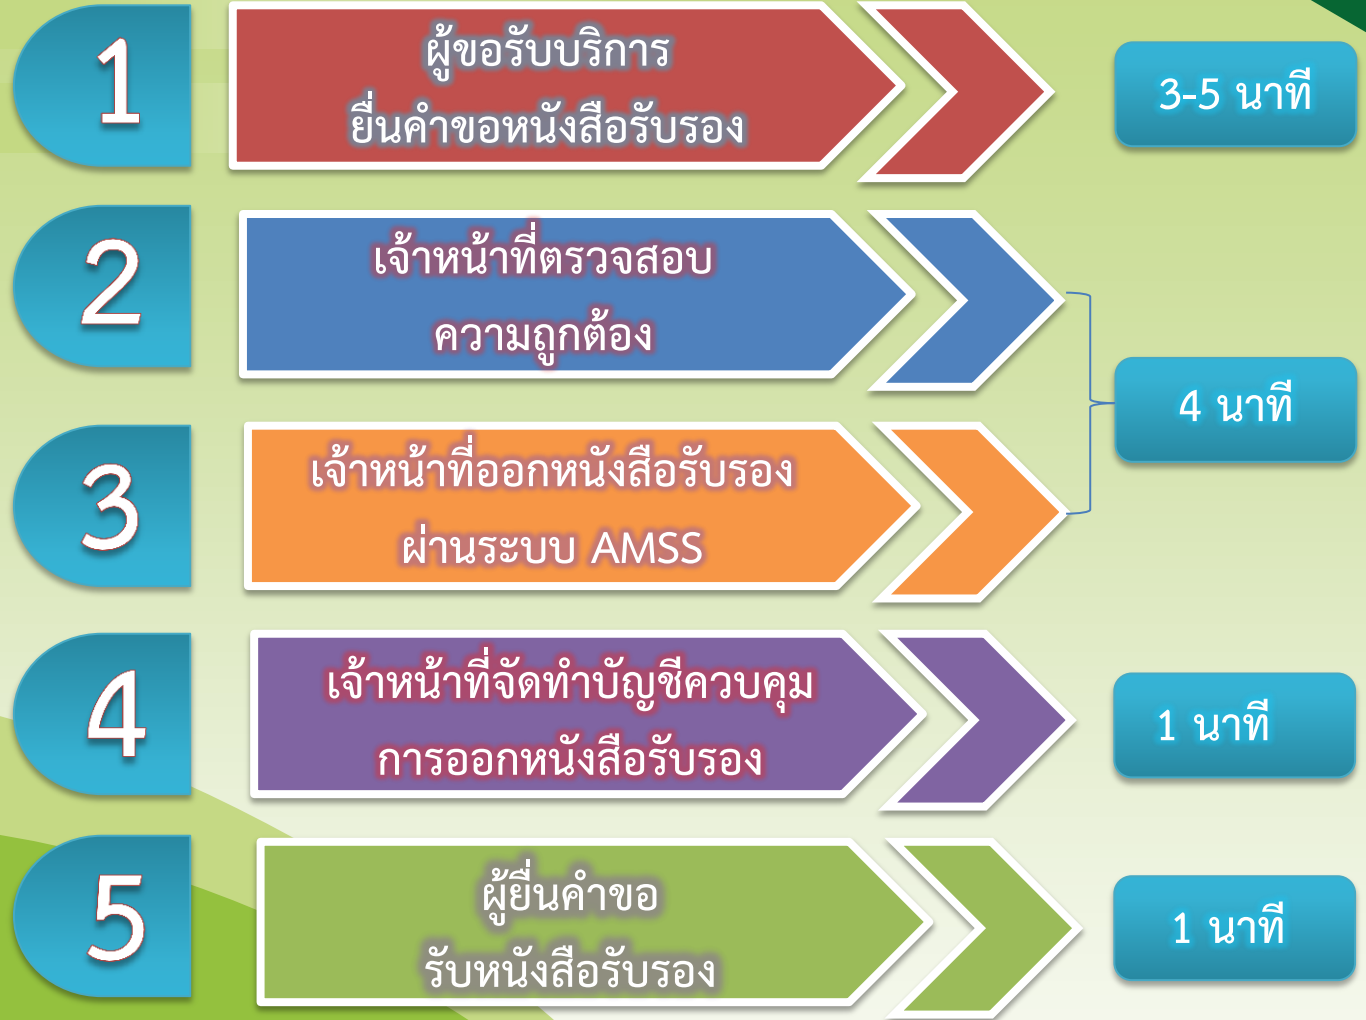 1
ผู้ขอรับบริการ
ยื่นคำขอหนังสือรับรอง
3-5 นาที
2
เจ้าหน้าที่ตรวจสอบ
ความถูกต้อง
4 นาที
3
เจ้าหน้าที่ออกหนังสือรับรอง
ผ่านระบบ AMSS
4
เจ้าหน้าที่จัดทำบัญชีควบคุม
การออกหนังสือรับรอง
1 นาที
5
ผู้ยื่นคำขอ
รับหนังสือรับรอง
1 นาที